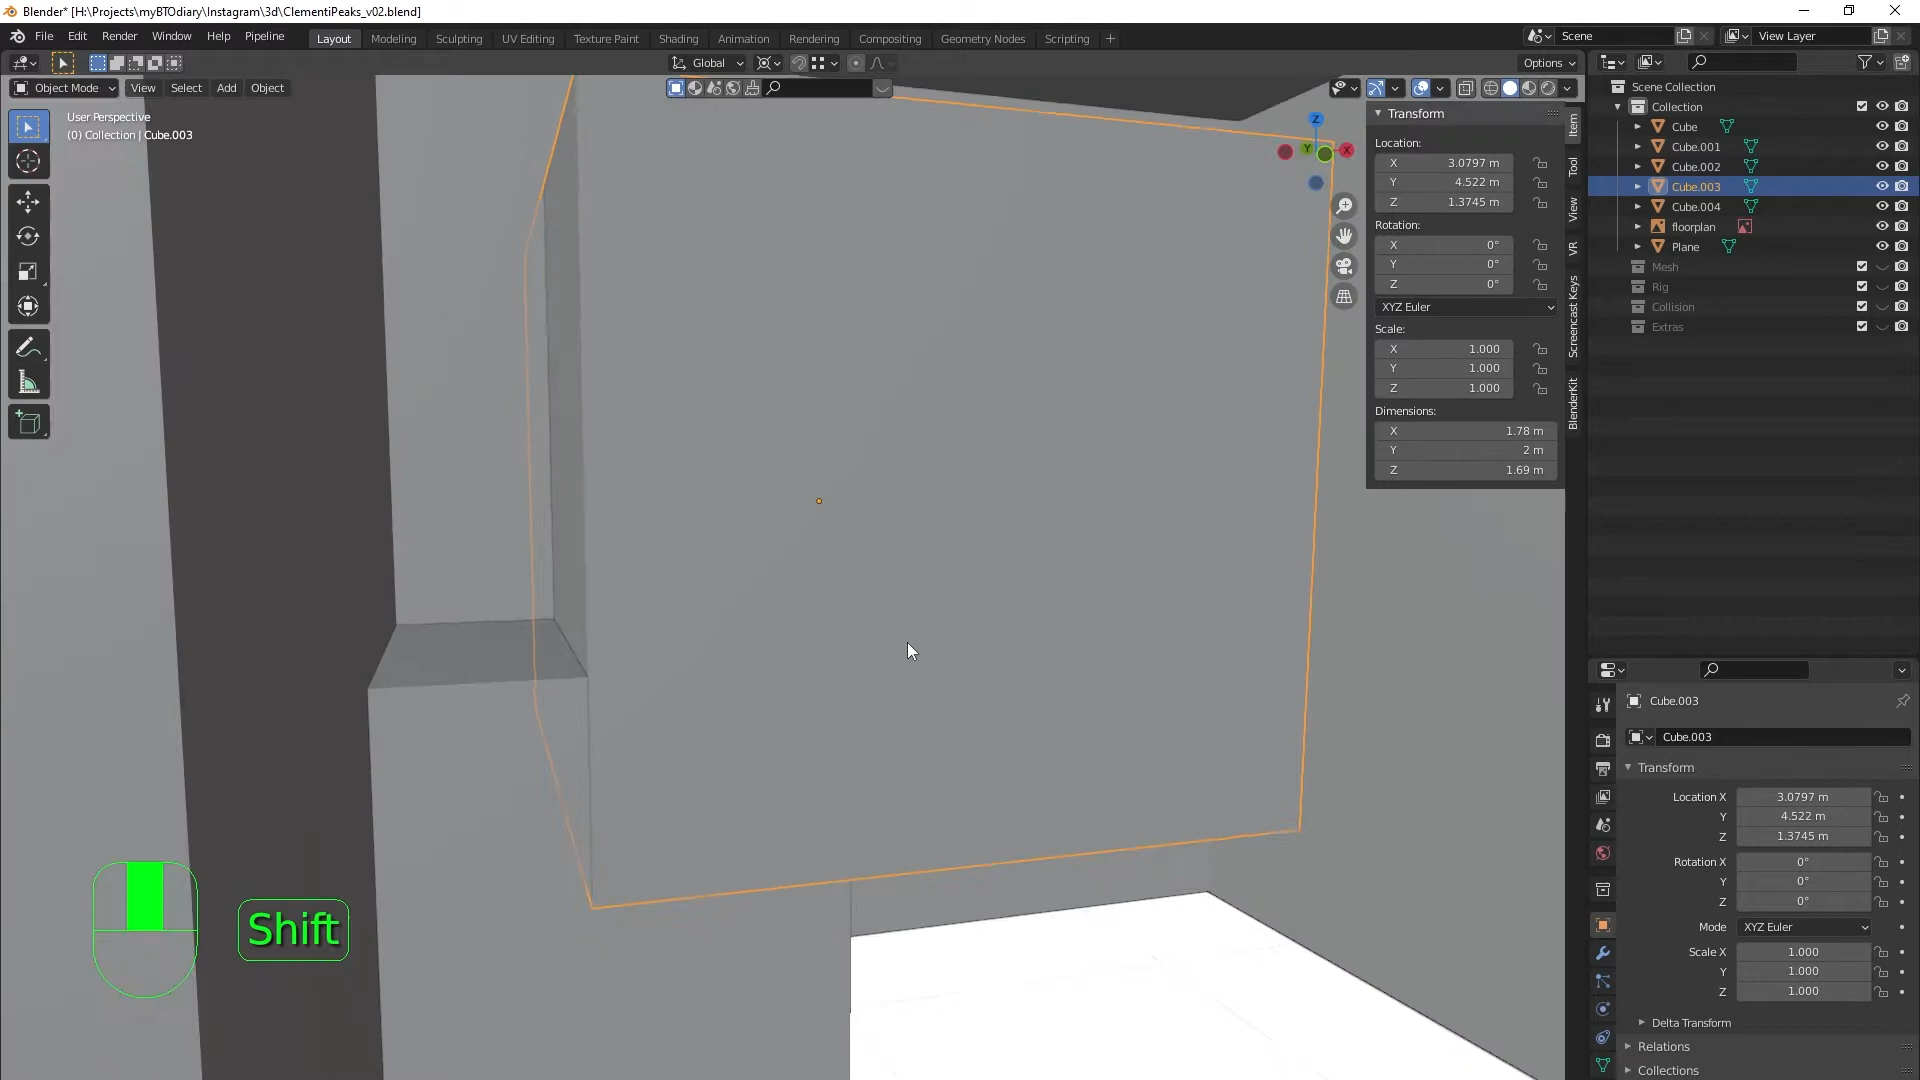 Blender* [H:\Projects\myBTOdiary\Instagram\3d\ClementiPeaks_v02.blend]
File Edit Render Window Help Pipeline Layout Modeling Sculpting UV Editing Texture Paint Shading Animation Rendering Compositing Geometry Nodes Scripting + Scene View Layer
Global Options
Object Mode View Select Add Object
User Perspective
(0) Collection | Cube.003
Z
Y
X
Transform
Location:
X 3.0797 m
Y 4.522 m
Z 1.3745 m
Rotation:
X 0°
Y 0°
Z 0°
XYZ Euler
Scale:
X 1.000
Y 1.000
Z 1.000
Dimensions:
X 1.78 m
Y 2 m
Z 1.69 m
Item
Tool
View
VR
Screencast Keys
BlenderKit
Scene Collection
Collection
Cube
Cube.001
Cube.002
Cube.003
Cube.004
floorplan
Plane
Mesh
Rig
Collision
Extras
Cube.003
Cube.003
Transform
Location X 3.0797 m
Y 4.522 m
Z 1.3745 m
Rotation X 0°
Y 0°
Z 0°
Mode XYZ Euler
Scale X 1.000
Y 1.000
Z 1.000
Delta Transform
Relations
Collections
Shift